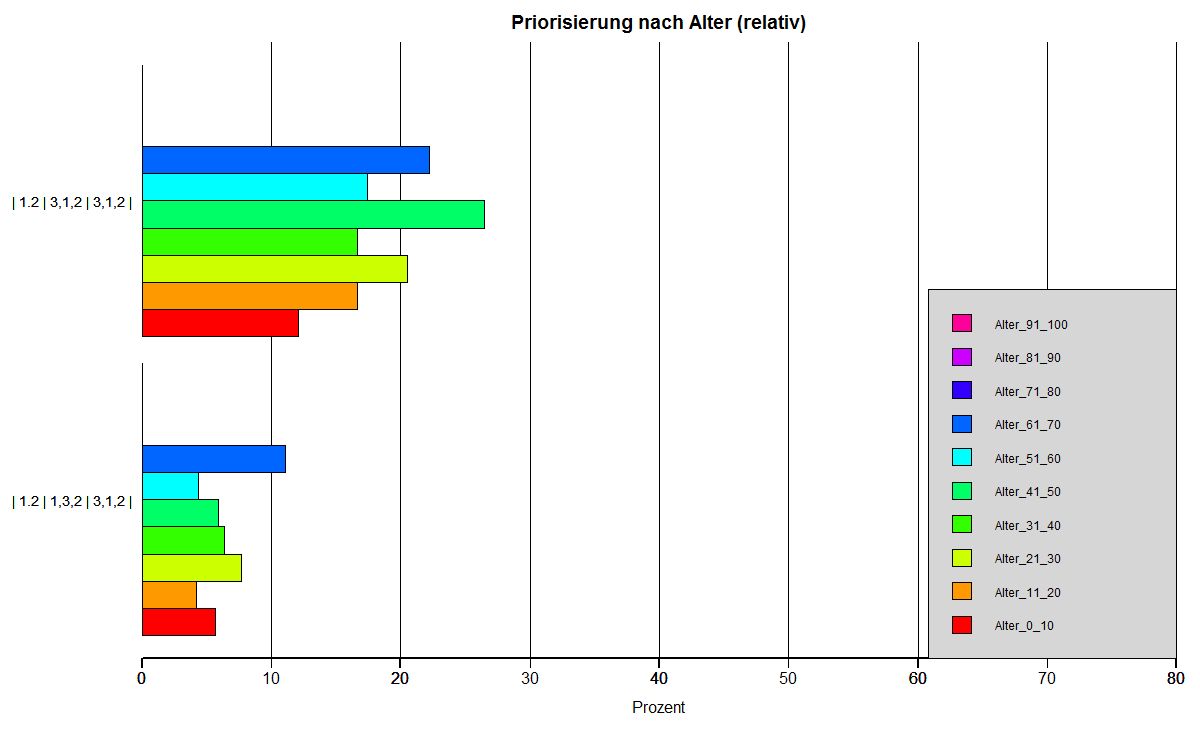 Priorisierung nach Alter (relativ)
| 1.2 | 3,1,2 | 3,1,2 |
| 1.2 | 1,3,2 | 3,1,2 |
Alter_91_100
Alter_81_90
Alter_71_80
Alter_61_70
Alter_51_60
Alter_41_50
Alter_31_40
Alter_21_30
Alter_11_20
Alter_0_10
0 10 20 30 40 50 60 70 80
Prozent